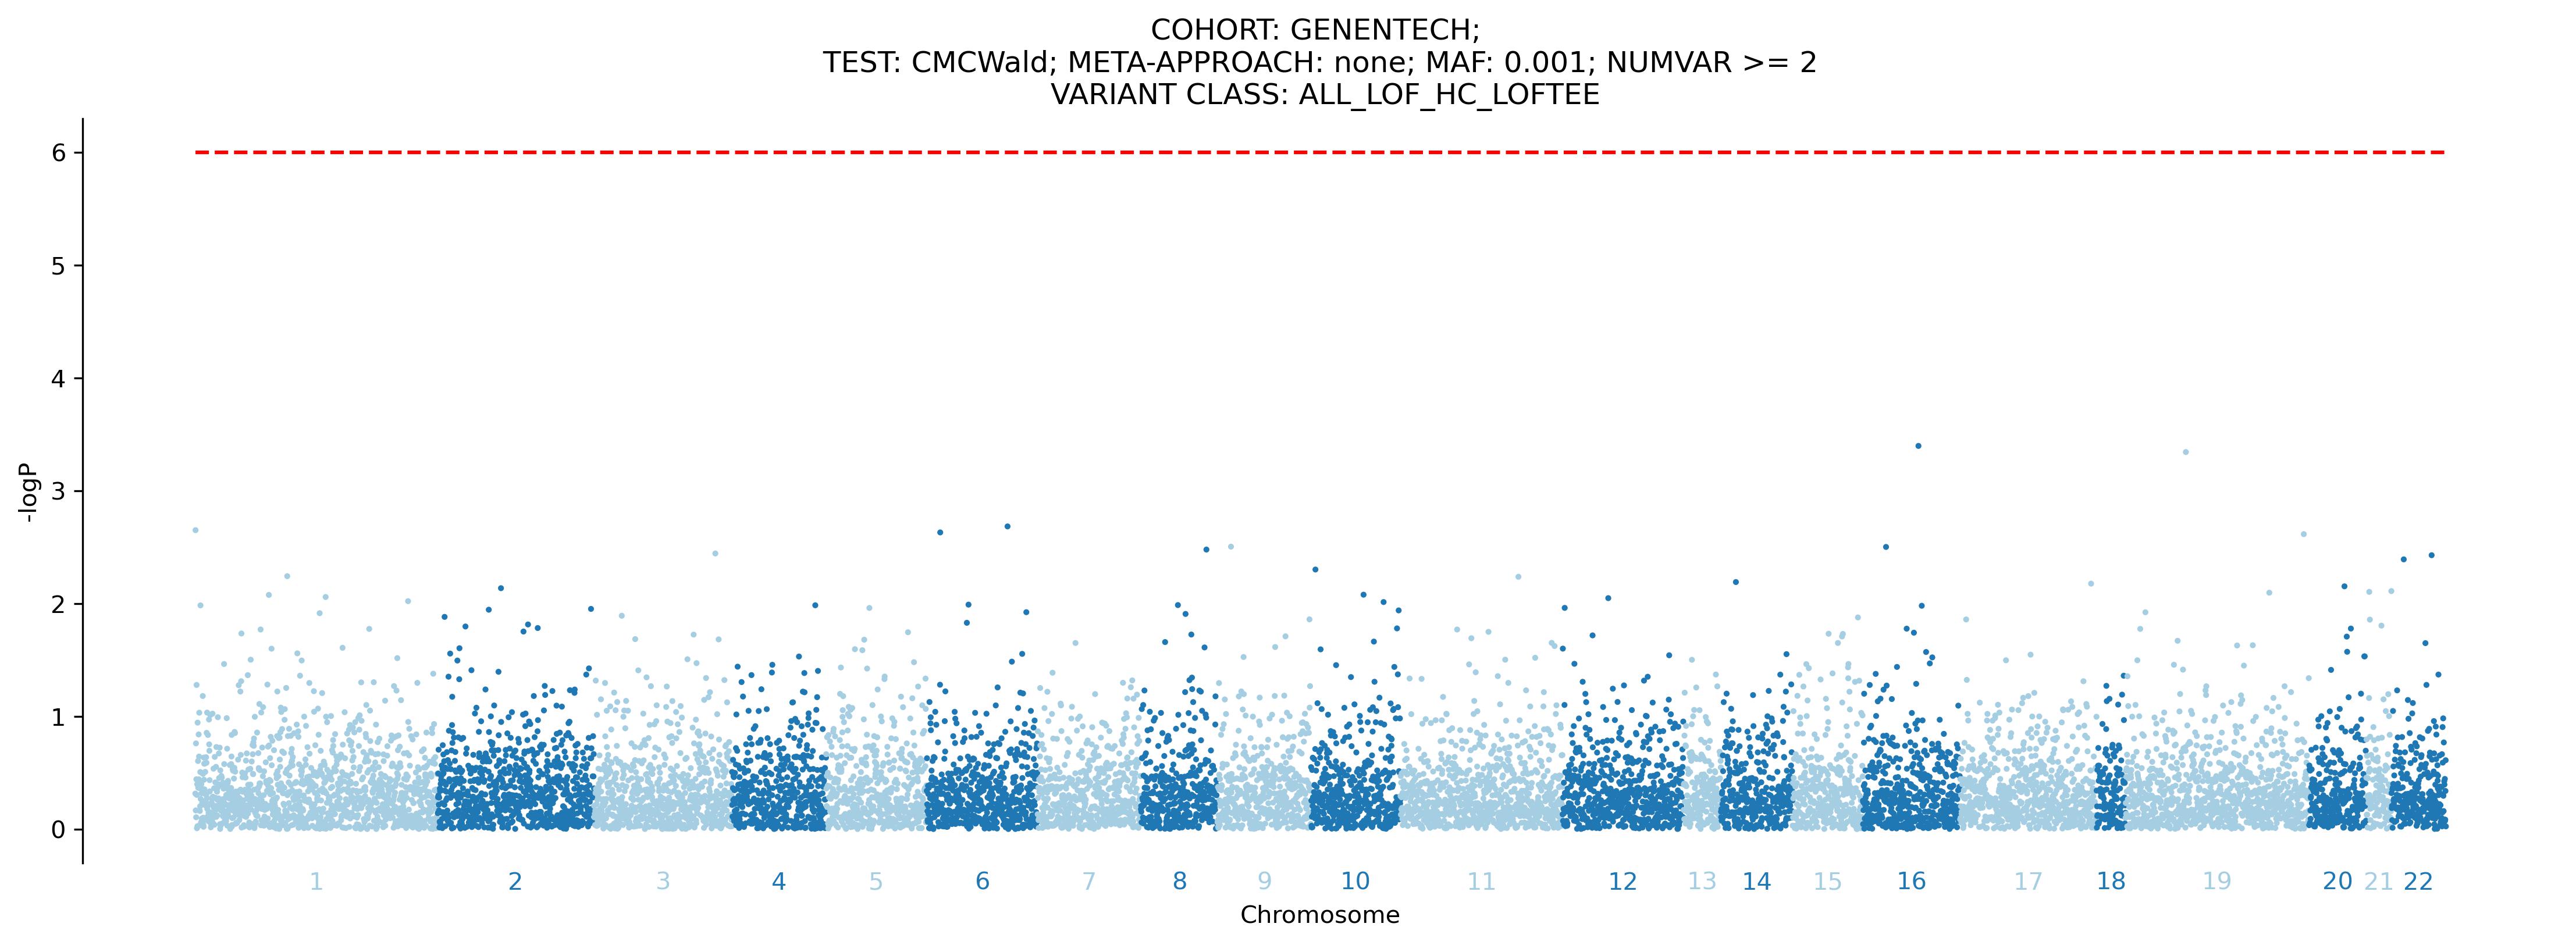 COHORT: GENENTECH;
TEST: CMCWald; META-APPROACH: none; MAF: 0.001; NUMVAR >= 2
VARIANT CLASS: ALL_LOF_HC_LOFTEE
6
5
4
3
2
1
0
-logP
1 2 3 4 5 6 7 8 9 10 11 12 13 14 15 16 17 18 19 20 21 22
Chromosome